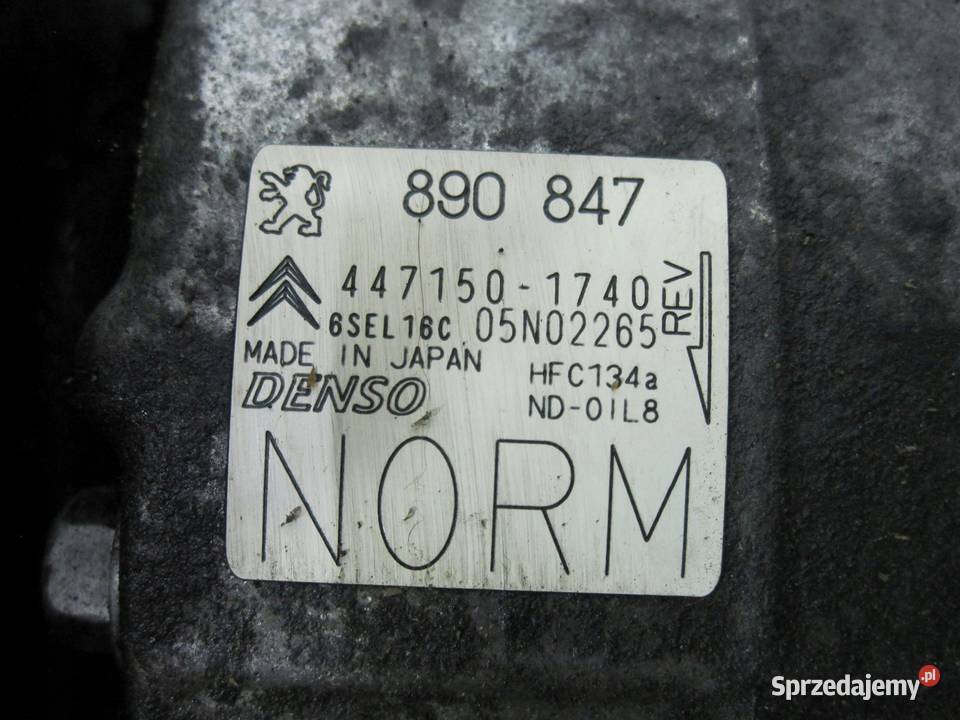 890 847
447150-1740
6SEL16C 05N02265
REV
MADE IN JAPAN
DENSO
HFC134a
ND-OIL8
NORM
Sprzedajemy.pl